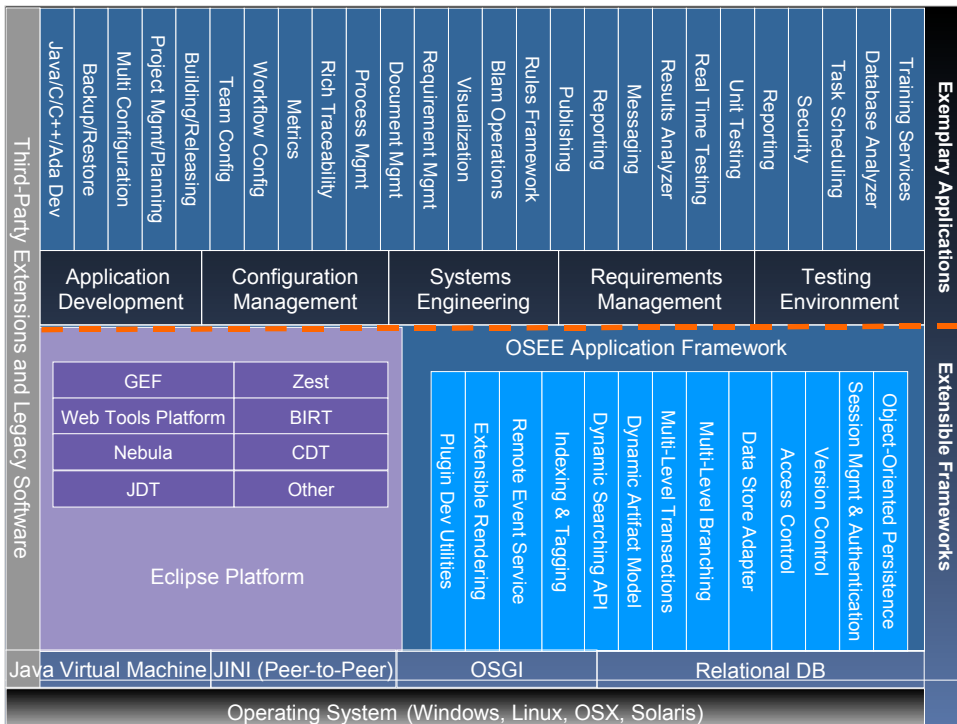 Third-Party Extensions and Legacy Software
Java/C/C++/Ada Dev
Backup/Restore
Multi Configuration
Project Mgmt/Planning
Building/Releasing
Team Config
Workflow Config
Metrics
Rich Traceability
Process Mgmt
Document Mgmt
Requirement Mgmt
Visualization
Blam Operations
Rules Framework
Publishing
Reporting
Messaging
Results Analyzer
Real Time Testing
Unit Testing
Reporting
Security
Task Scheduling
Database Analyzer
Training Services
Exemplary Applications
Application
Development
Configuration
Management
Systems
Engineering
Requirements
Management
Testing
Environment
GEF
Zest
Web Tools Platform
BIRT
Nebula
CDT
JDT
Other
Eclipse Platform
OSEE Application Framework
Plugin Dev Utilities
Extensible Rendering
Remote Event Service
Indexing & Tagging
Dynamic Searching API
Dynamic Artifact Model
Multi-Level Transactions
Multi-Level Branching
Data Store Adapter
Access Control
Version Control
Session Mgmt & Authentication
Object-Oriented Persistence
Extensible Frameworks
Java Virtual Machine
JINI (Peer-to-Peer)
OSGI
Relational DB
Operating System (Windows, Linux, OSX, Solaris)